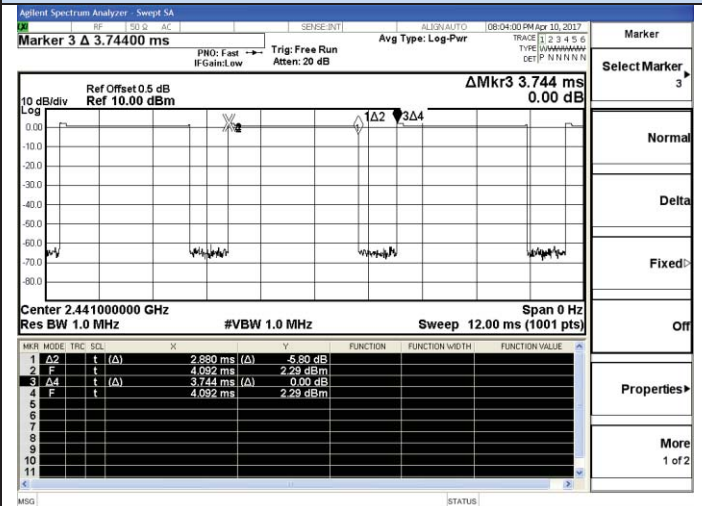 Agilent Spectrum Analyzer - Swept SA
RF 50 Ω AC SENSE:INT ALIGN AUTO 08:04:00 PM Apr 10, 2017
Marker 3 Δ 3.74400 ms
PNO: Fast Trig: Free Run Avg Type: Log-Pwr TRACE 1 2 3 4 5 6
IFGain:Low Atten: 20 dB TYPE
DET P N N N N N
Ref Offset 0.5 dB ΔMkr3 3.744 ms
10 dB/div Ref 10.00 dBm 0.00 dB
Log
1Δ2 3Δ4
0.00
-10.0
-20.0
-30.0
-40.0
-50.0
-60.0
-70.0
-80.0
Center 2.441000000 GHz Span 0 Hz
Res BW 1.0 MHz #VBW 1.0 MHz Sweep 12.00 ms (1001 pts)
MKR MODE TRC SCL X Y FUNCTION FUNCTION WIDTH FUNCTION VALUE
1 Δ2 t (Δ) 2.880 ms (Δ) -5.80 dB
2 F t 4.092 ms 2.29 dBm
3 Δ4 t (Δ) 3.744 ms (Δ) 0.00 dB
4 F t 4.092 ms 2.29 dBm
5
6
7
8
9
10
11
MSG STATUS
Marker
Select Marker
3
Normal
Delta
Fixed
Off
Properties
More
1 of 2